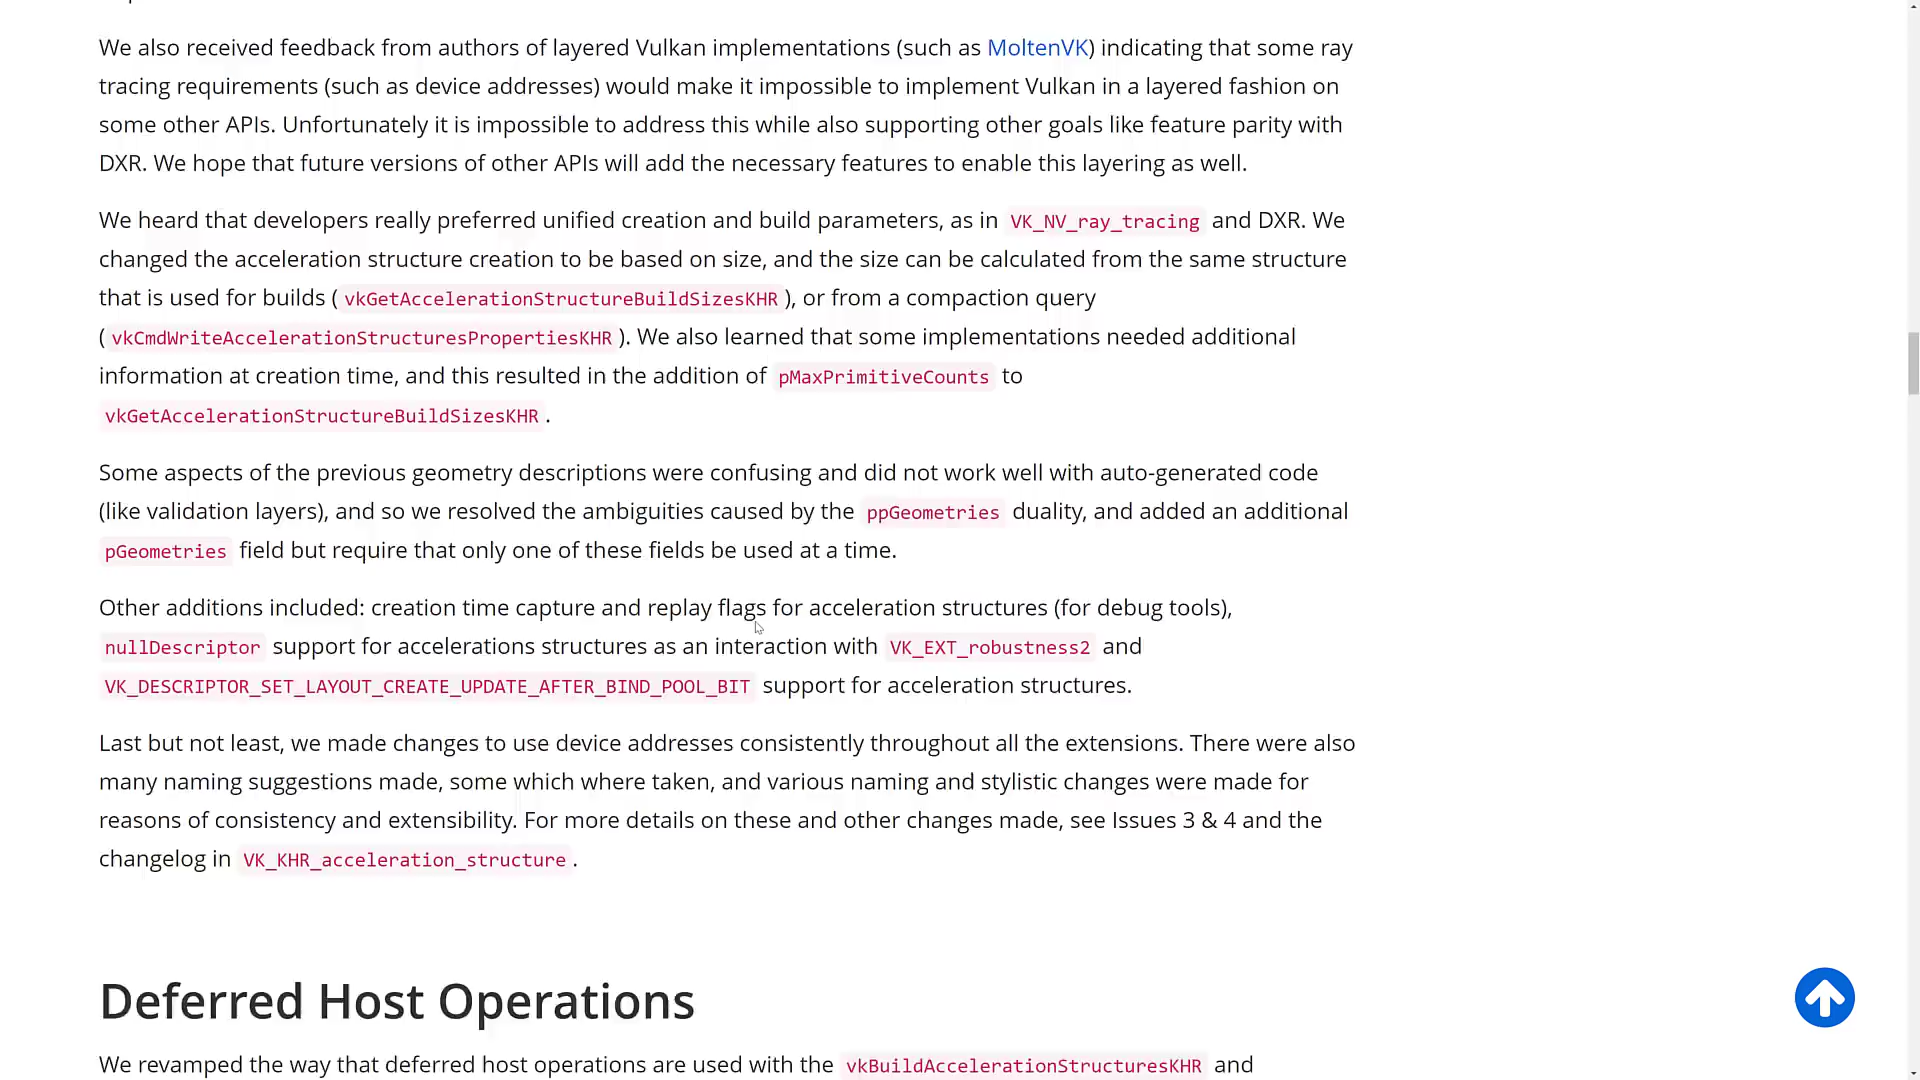 We also received feedback from authors of layered Vulkan implementations (such as MoltenVK) indicating that some ray
tracing requirements (such as device addresses) would make it impossible to implement Vulkan in a layered fashion on
some other APIs. Unfortunately it is impossible to address this while also supporting other goals like feature parity with
DXR. We hope that future versions of other APIs will add the necessary features to enable this layering as well.
We heard that developers really preferred unified creation and build parameters, as in VK_NV_ray_tracing and DXR. We
changed the acceleration structure creation to be based on size, and the size can be calculated from the same structure
that is used for builds ( vkGetAccelerationStructureBuildSizesKHR ), or from a compaction query
( vkCmdWriteAccelerationStructuresPropertiesKHR ). We also learned that some implementations needed additional
information at creation time, and this resulted in the addition of pMaxPrimitiveCounts to
vkGetAccelerationStructureBuildSizesKHR .
Some aspects of the previous geometry descriptions were confusing and did not work well with auto-generated code
(like validation layers), and so we resolved the ambiguities caused by the ppGeometries duality, and added an additional
pGeometries field but require that only one of these fields be used at a time.
Other additions included: creation time capture and replay flags for acceleration structures (for debug tools),
nullDescriptor support for accelerations structures as an interaction with VK_EXT_robustness2 and
VK_DESCRIPTOR_SET_LAYOUT_CREATE_UPDATE_AFTER_BIND_POOL_BIT support for acceleration structures.
Last but not least, we made changes to use device addresses consistently throughout all the extensions. There were also
many naming suggestions made, some which where taken, and various naming and stylistic changes were made for
reasons of consistency and extensibility. For more details on these and other changes made, see Issues 3 & 4 and the
changelog in VK_KHR_acceleration_structure .
Deferred Host Operations
We revamped the way that deferred host operations are used with the vkBuildAccelerationStructuresKHR and